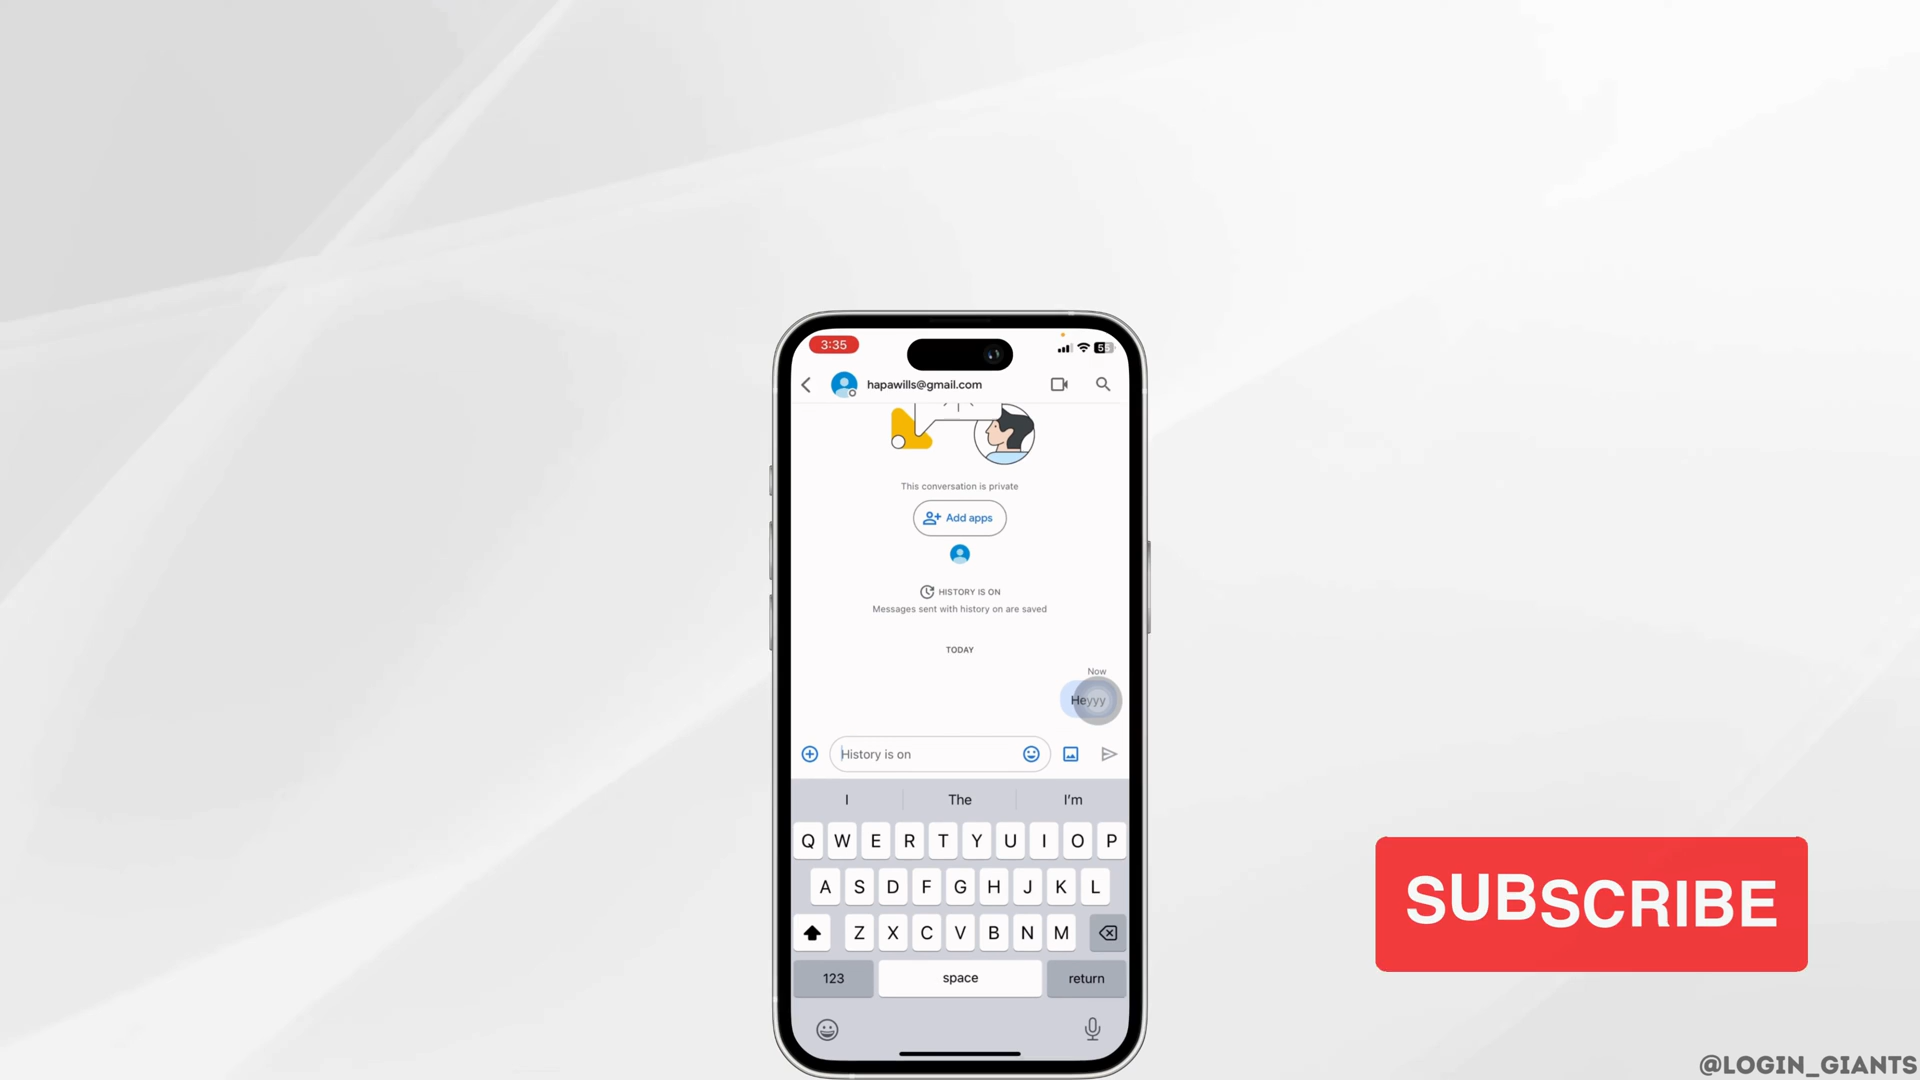 3:35
55
hapawills@gmail.com
This conversation is private
Add apps
HISTORY IS ON
Messages sent with history on are saved
TODAY
Now
Heyyy
History is on
I The I'm
Q W E R T Y U I O P
A S D F G H J K L
Z X C V B N M
123 space return
SUBSCRIBE
@LOGIN_GIANTS